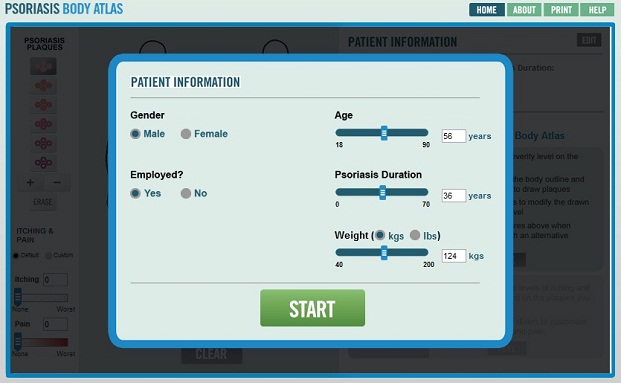 PSORIASIS BODY ATLAS
HOME ABOUT PRINT HELP
PSORIASIS
PLAQUES
PATIENT INFORMATION EDIT
Duration:
PATIENT INFORMATION
Gender
Male Female
Employed?
Yes No
Age
56 years
18 90
Psoriasis Duration
36 years
0 70
Weight ( kgs lbs)
124 kgs
40 200
START
Body Atlas
severity level on the
the body outline and
to draw plaques
to modify the drawn
above when
an alternative
+ -
ERASE
ITCHING &
PAIN
Default Custom
Itching 0
None Worst
Pain 0
None Worst
CLEAR